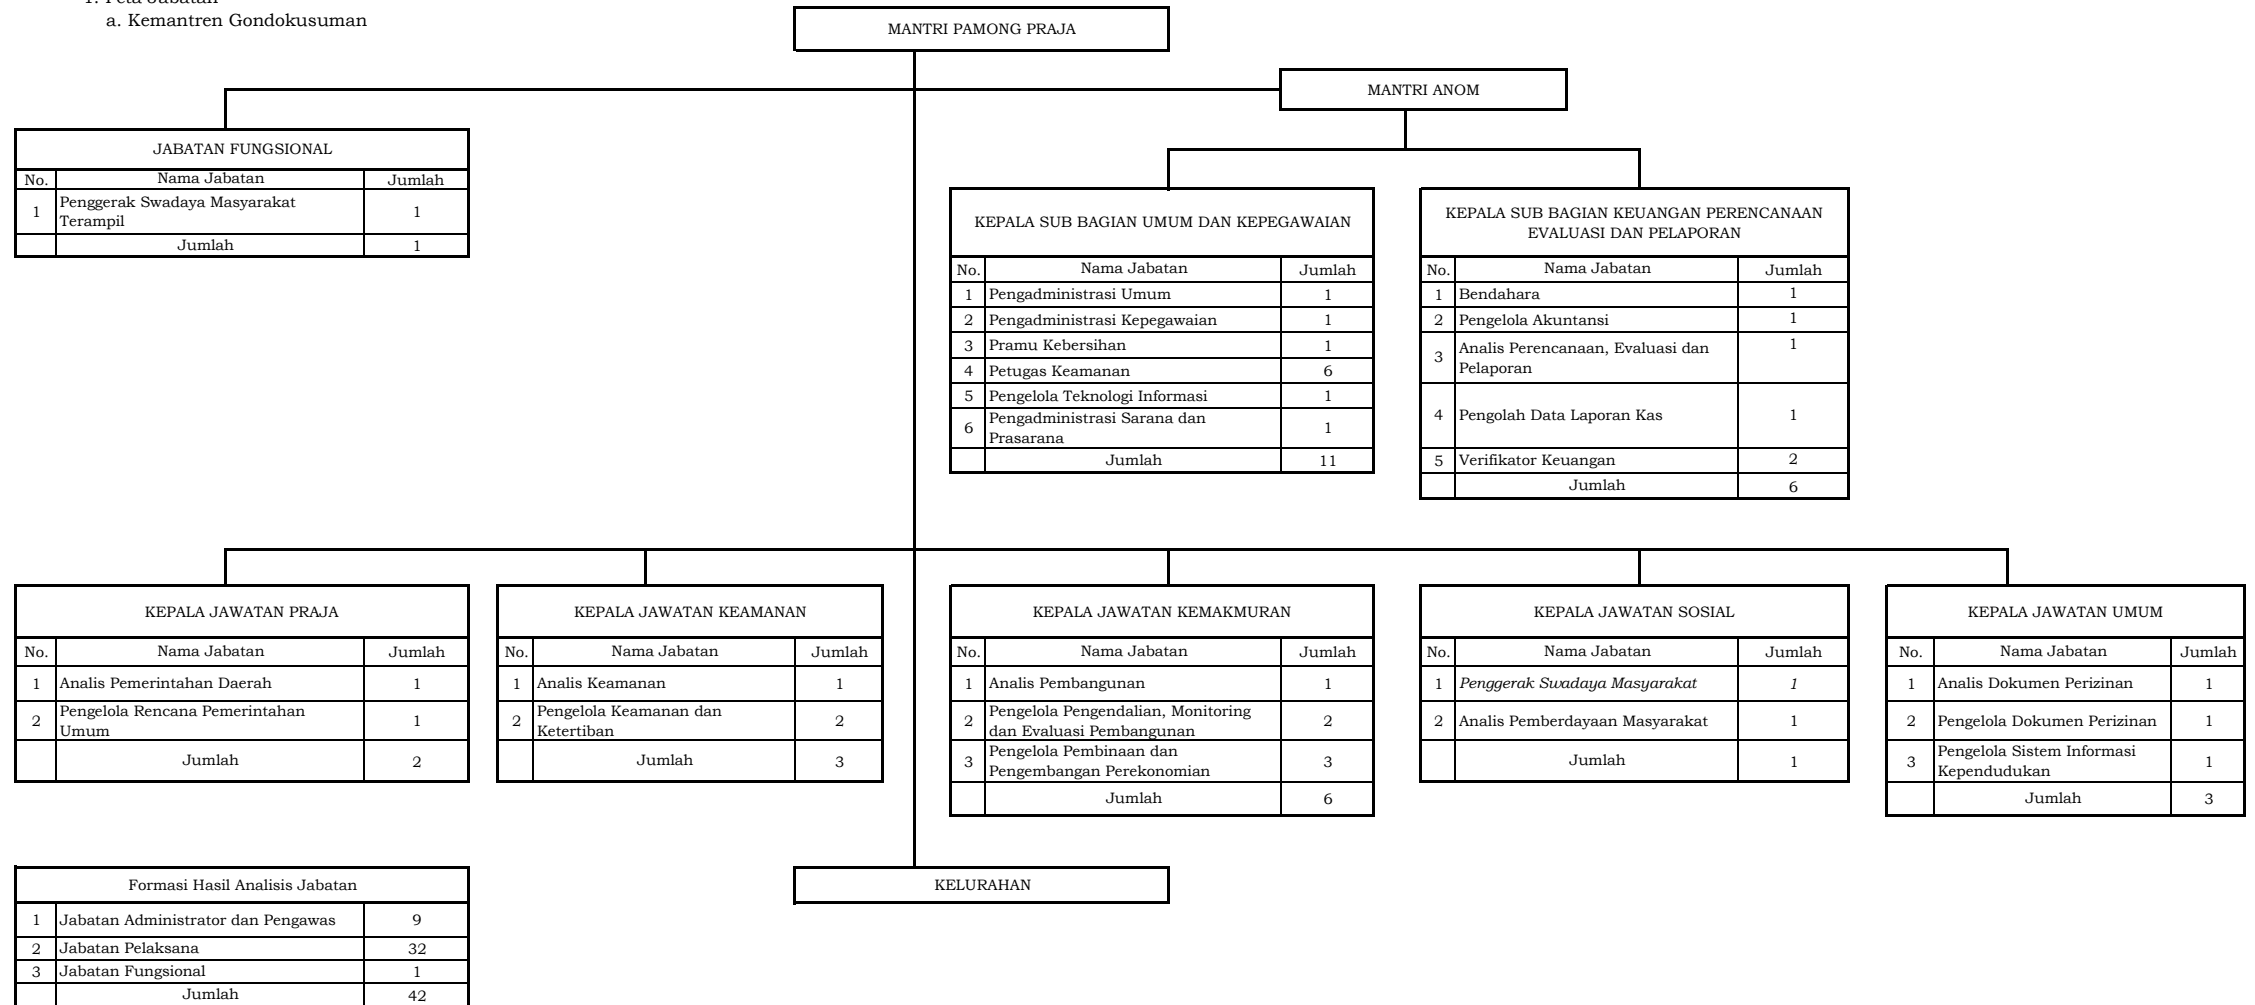 1. Peta Jabatan
a. Kemantren Gondokusuman
MANTRI PAMONG PRAJA
MANTRI ANOM
JABATAN FUNGSIONAL
No. Nama Jabatan Jumlah
1 Penggerak Swadaya Masyarakat
Terampil 1
Jumlah 1
KEPALA SUB BAGIAN UMUM DAN KEPEGAWAIAN
No. Nama Jabatan Jumlah
1 Pengadministrasi Umum 1
2 Pengadministrasi Kepegawaian 1
3 Pramu Kebersihan 1
4 Petugas Keamanan 6
5 Pengelola Teknologi Informasi 1
6 Pengadministrasi Sarana dan
Prasarana 1
Jumlah 11
KEPALA SUB BAGIAN KEUANGAN PERENCANAAN
EVALUASI DAN PELAPORAN
No. Nama Jabatan Jumlah
1 Bendahara 1
2 Pengelola Akuntansi 1
3 Analis Perencanaan, Evaluasi dan 1
Pelaporan
4 Pengolah Data Laporan Kas 1
5 Verifikator Keuangan 2
Jumlah 6
KEPALA JAWATAN PRAJA
No. Nama Jabatan Jumlah
1 Analis Pemerintahan Daerah 1
2 Pengelola Rencana Pemerintahan
Umum 1
Jumlah 2
KEPALA JAWATAN KEAMANAN
No. Nama Jabatan Jumlah
1 Analis Keamanan 1
2 Pengelola Keamanan dan
Ketertiban 2
Jumlah 3
KEPALA JAWATAN KEMAKMURAN
No. Nama Jabatan Jumlah
1 Analis Pembangunan 1
2 Pengelola Pengendalian, Monitoring
dan Evaluasi Pembangunan 2
3 Pengelola Pembinaan dan
Pengembangan Perekonomian 3
Jumlah 6
KEPALA JAWATAN SOSIAL
No. Nama Jabatan Jumlah
1 Penggerak Swadaya Masyarakat 1
2 Analis Pemberdayaan Masyarakat 1
Jumlah 1
KEPALA JAWATAN UMUM
No. Nama Jabatan Jumlah
1 Analis Dokumen Perizinan 1
2 Pengelola Dokumen Perizinan 1
3 Pengelola Sistem Informasi
Kependudukan 1
Jumlah 3
Formasi Hasil Analisis Jabatan
1 Jabatan Administrator dan Pengawas 9
2 Jabatan Pelaksana 32
3 Jabatan Fungsional 1
Jumlah 42
KELURAHAN